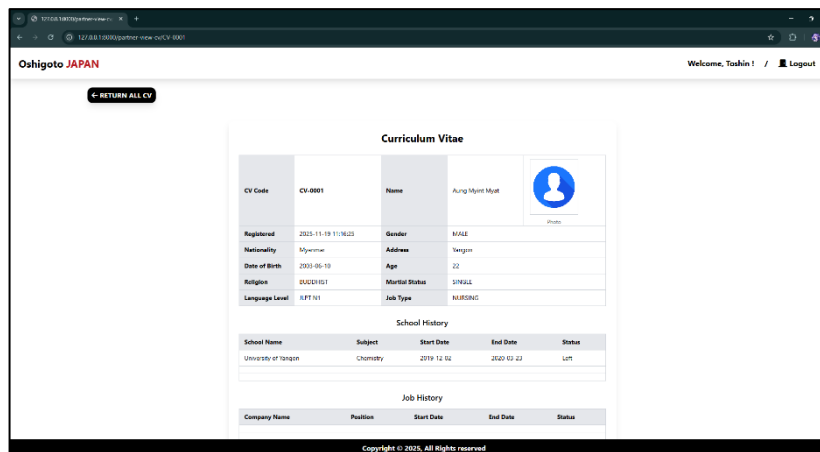 127.0.0.1:8000/partner-view-cv/CV-0001
Oshigoto JAPAN
Welcome, Toshin ! / Logout
← RETURN ALL CV
Curriculum Vitae
CV Code CV-0001 Name Aung Myint Myat
Photo
Registered 2025-11-19 11:16:25 Gender MALE
Nationality Myanmar Address Yangon
Date of Birth 2003-06-10 Age 22
Religion BUDDHIST Martial Status SINGLE
Language Level JLPT N1 Job Type NURSING
School History
School Name Subject Start Date End Date Status
University of Yangon Chemistry 2019-12-02 2020-03-23 Left
Job History
Company Name Position Start Date End Date Status
Copyright © 2025, All Rights reserved